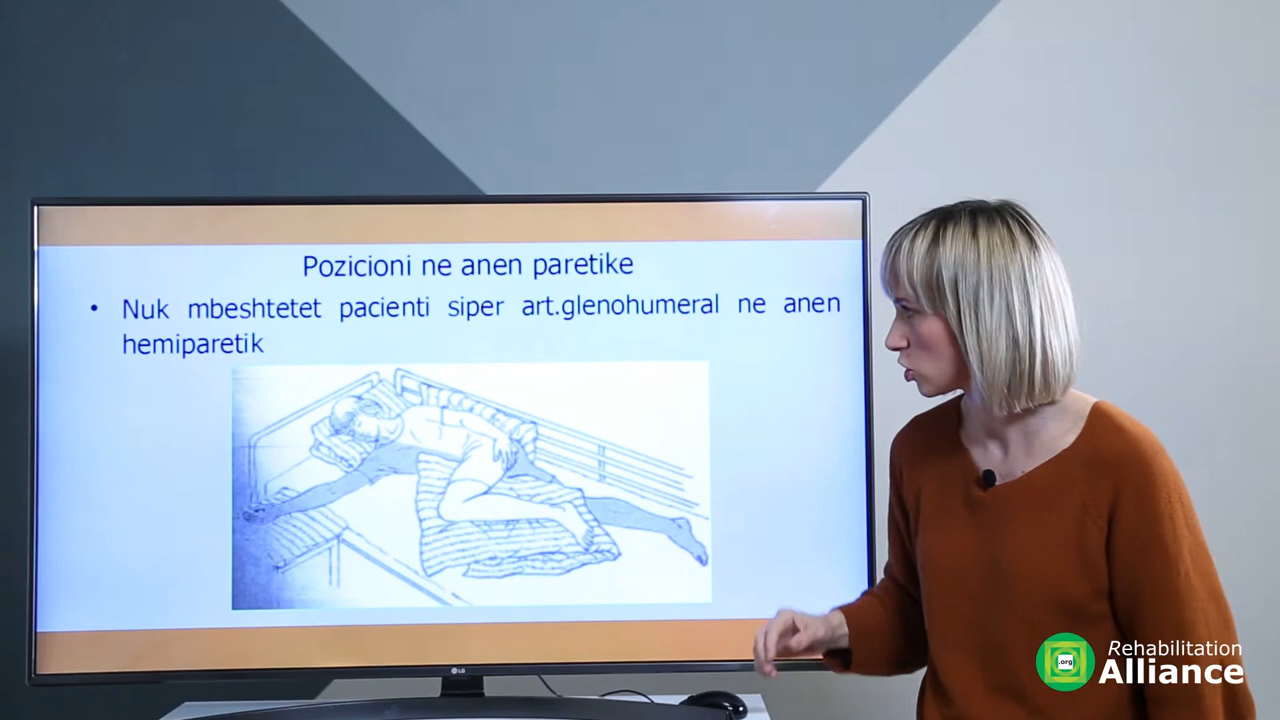 Pozicioni ne anen paretike
• Nuk mbeshtetet pacienti siper art.glenohumeral ne anen
hemiparetik
LG
.org
Rehabilitation
Alliance